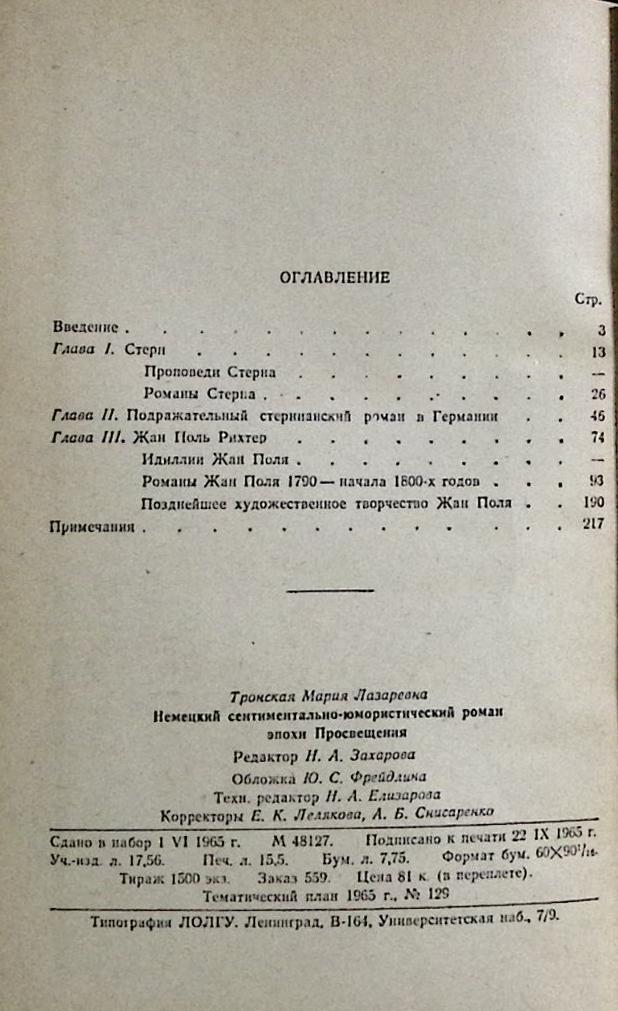 ОГЛАВЛЕНИЕ
Стр.
Введение . . . . . . . . . . . . . . 3
Глава I. Стерн . . . . . . . . . . . 13
Проповеди Стерна . . . . . . . . —
Романы Стерна . . . . . . . . . 26
Глава II. Подражательный стернианский роман в Германии . . 46
Глава III. Жан Поль Рихтер . . . . . . . . 74
Идиллии Жан Поля . . . . . . . . —
Романы Жан Поля 1790 — начала 1800-х годов . . . 93
Позднейшее художественное творчество Жан Поля . . 190
Примечания . . . . . . . . . . . . . 217
Тронская Мария Лазаревна
Немецкий сентиментально-юмористический роман
эпохи Просвещения
Редактор Н. А. Захарова
Обложка Ю. С. Фрейдлина
Техн. редактор Н. А. Елизарова
Корректоры Е. К. Лелякова, А. Б. Снисаренко
Сдано в набор 1 VI 1965 г. М 48127. Подписано к печати 22 IX 1965 г.
Уч.-изд. л. 17,56. Печ. л. 15,5. Бум. л. 7,75. Формат бум. 60×90¹/₁₆.
Тираж 1500 экз. Заказ 559. Цена 81 к. (в переплете).
Тематический план 1965 г., № 129
Типография ЛОЛГУ. Ленинград, В-164, Университетская наб., 7/9.